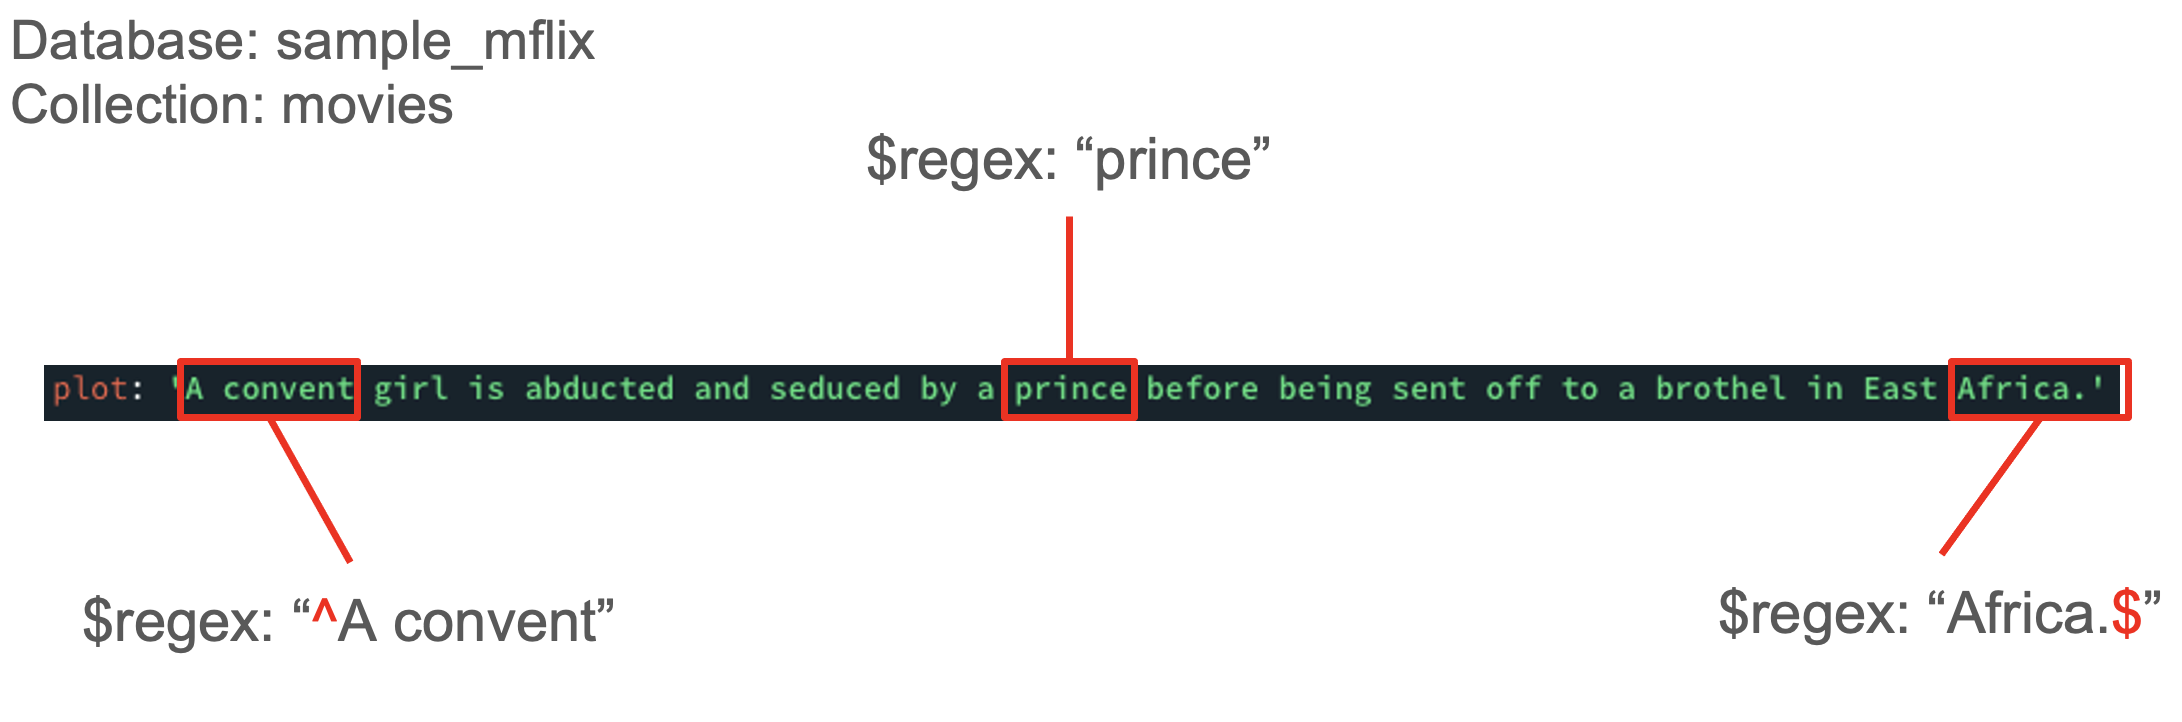 Database: sample_mflix
Collection: movies
$regex: “prince”
plot: 'A convent girl is abducted and seduced by a prince before being sent off to a brothel in East Africa.'
$regex: “^A convent”
$regex: “Africa.$”